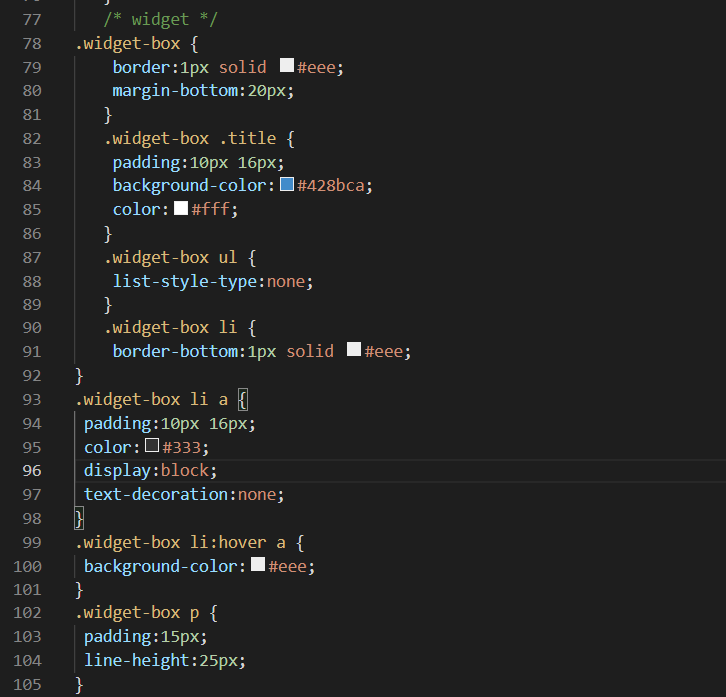 77 /* widget */
78 .widget-box {
79 border:1px solid #eee;
80 margin-bottom:20px;
81 }
82 .widget-box .title {
83 padding:10px 16px;
84 background-color:#428bca;
85 color:#fff;
86 }
87 .widget-box ul {
88 list-style-type:none;
89 }
90 .widget-box li {
91 border-bottom:1px solid #eee;
92 }
93 .widget-box li a {
94 padding:10px 16px;
95 color:#333;
96 display:block;
97 text-decoration:none;
98 }
99 .widget-box li:hover a {
100 background-color:#eee;
101 }
102 .widget-box p {
103 padding:15px;
104 line-height:25px;
105 }